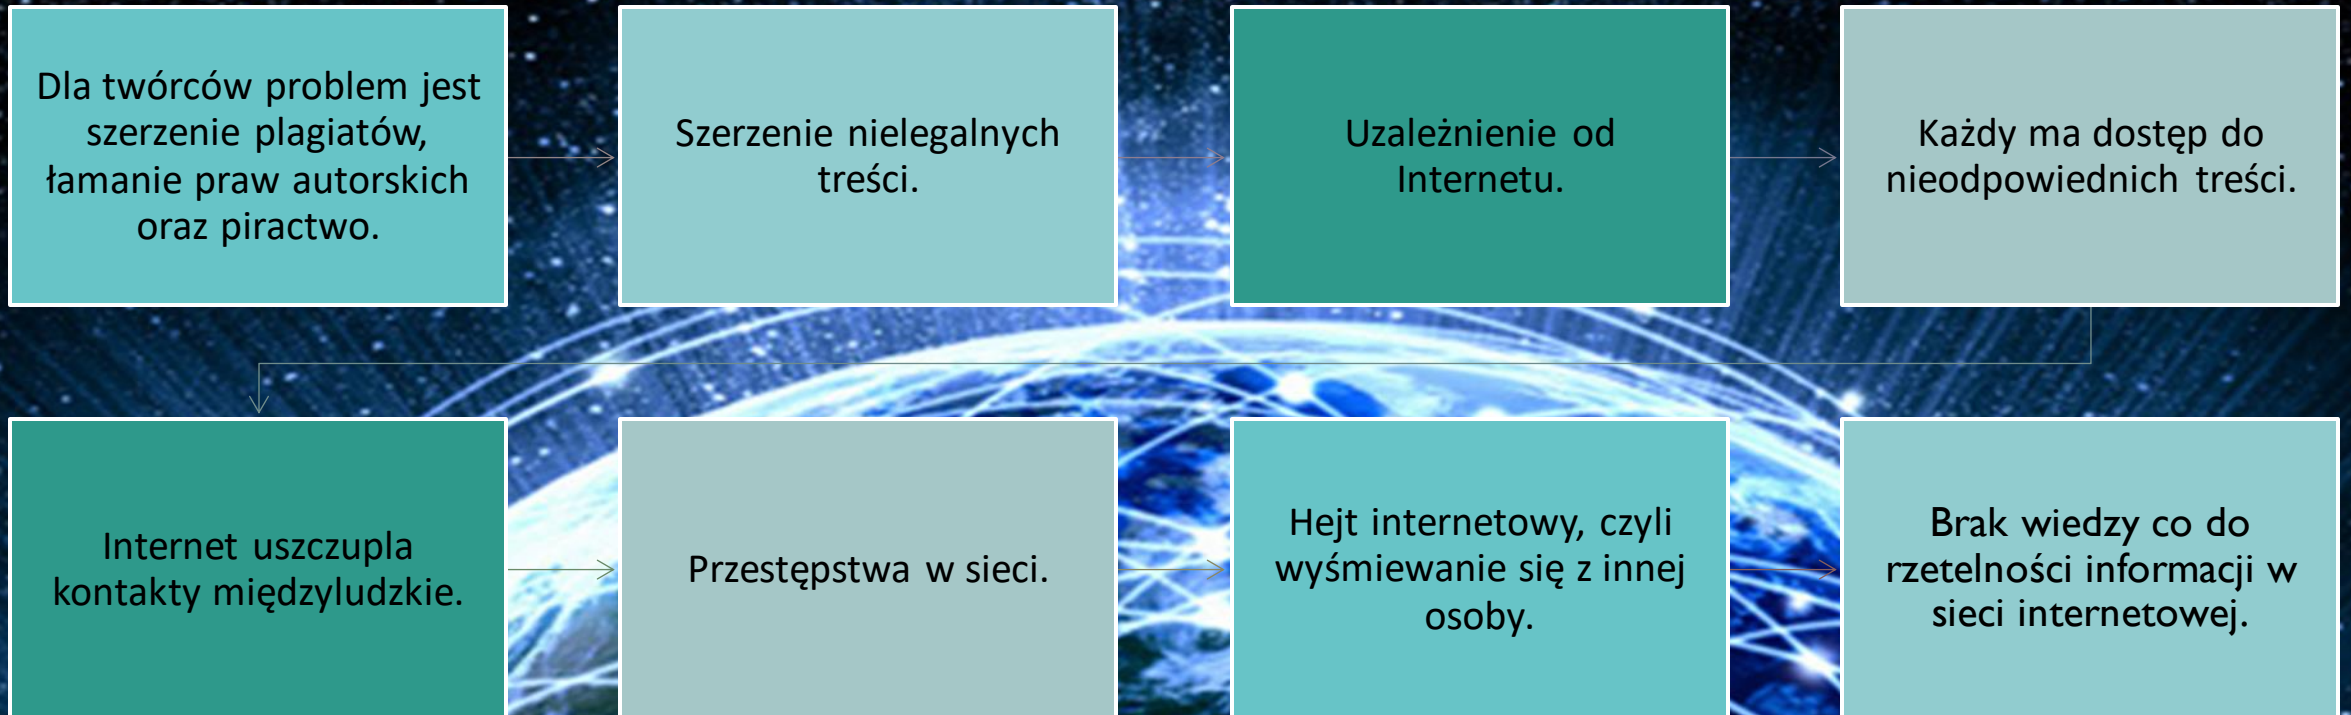 Dla twórców problem jest
szerzenie plagiatów,
łamanie praw autorskich
oraz piractwo.
Szerzenie nielegalnych
treści.
Uzależnienie od
Internetu.
Każdy ma dostęp do
nieodpowiednich treści.
Internet uszczupla
kontakty międzyludzkie.
Przestępstwa w sieci.
Hejt internetowy, czyli
wyśmiewanie się z innej
osoby.
Brak wiedzy co do
rzetelności informacji w
sieci internetowej.